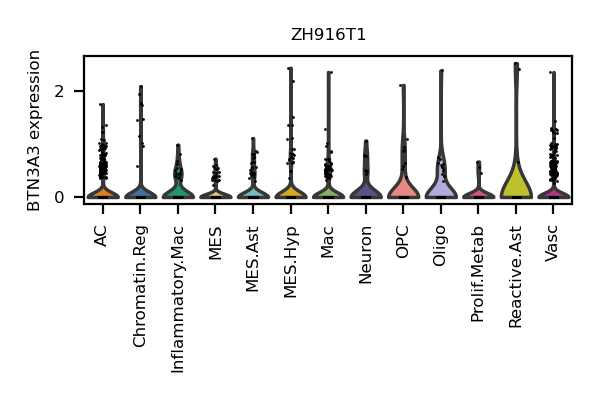 ZH916T1
BTN3A3 expression
2
0
AC
Chromatin.Reg
Inflammatory.Mac
MES
MES.Ast
MES.Hyp
Mac
Neuron
OPC
Oligo
Prolif.Metab
Reactive.Ast
Vasc